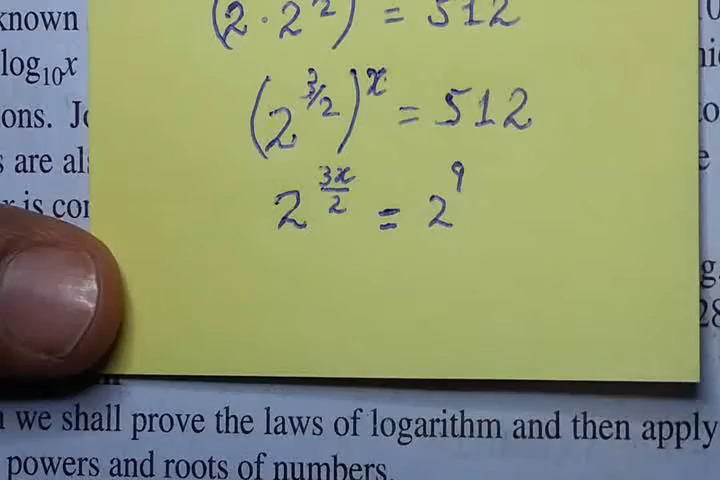 known
(2 · 2^½) = 512
log₁₀x
(2^{3/2})^x = 512
ons.
s are al
2^{3x/2} = 2^9
is con
we shall prove the laws of logarithm and then apply
powers and roots of numbers.